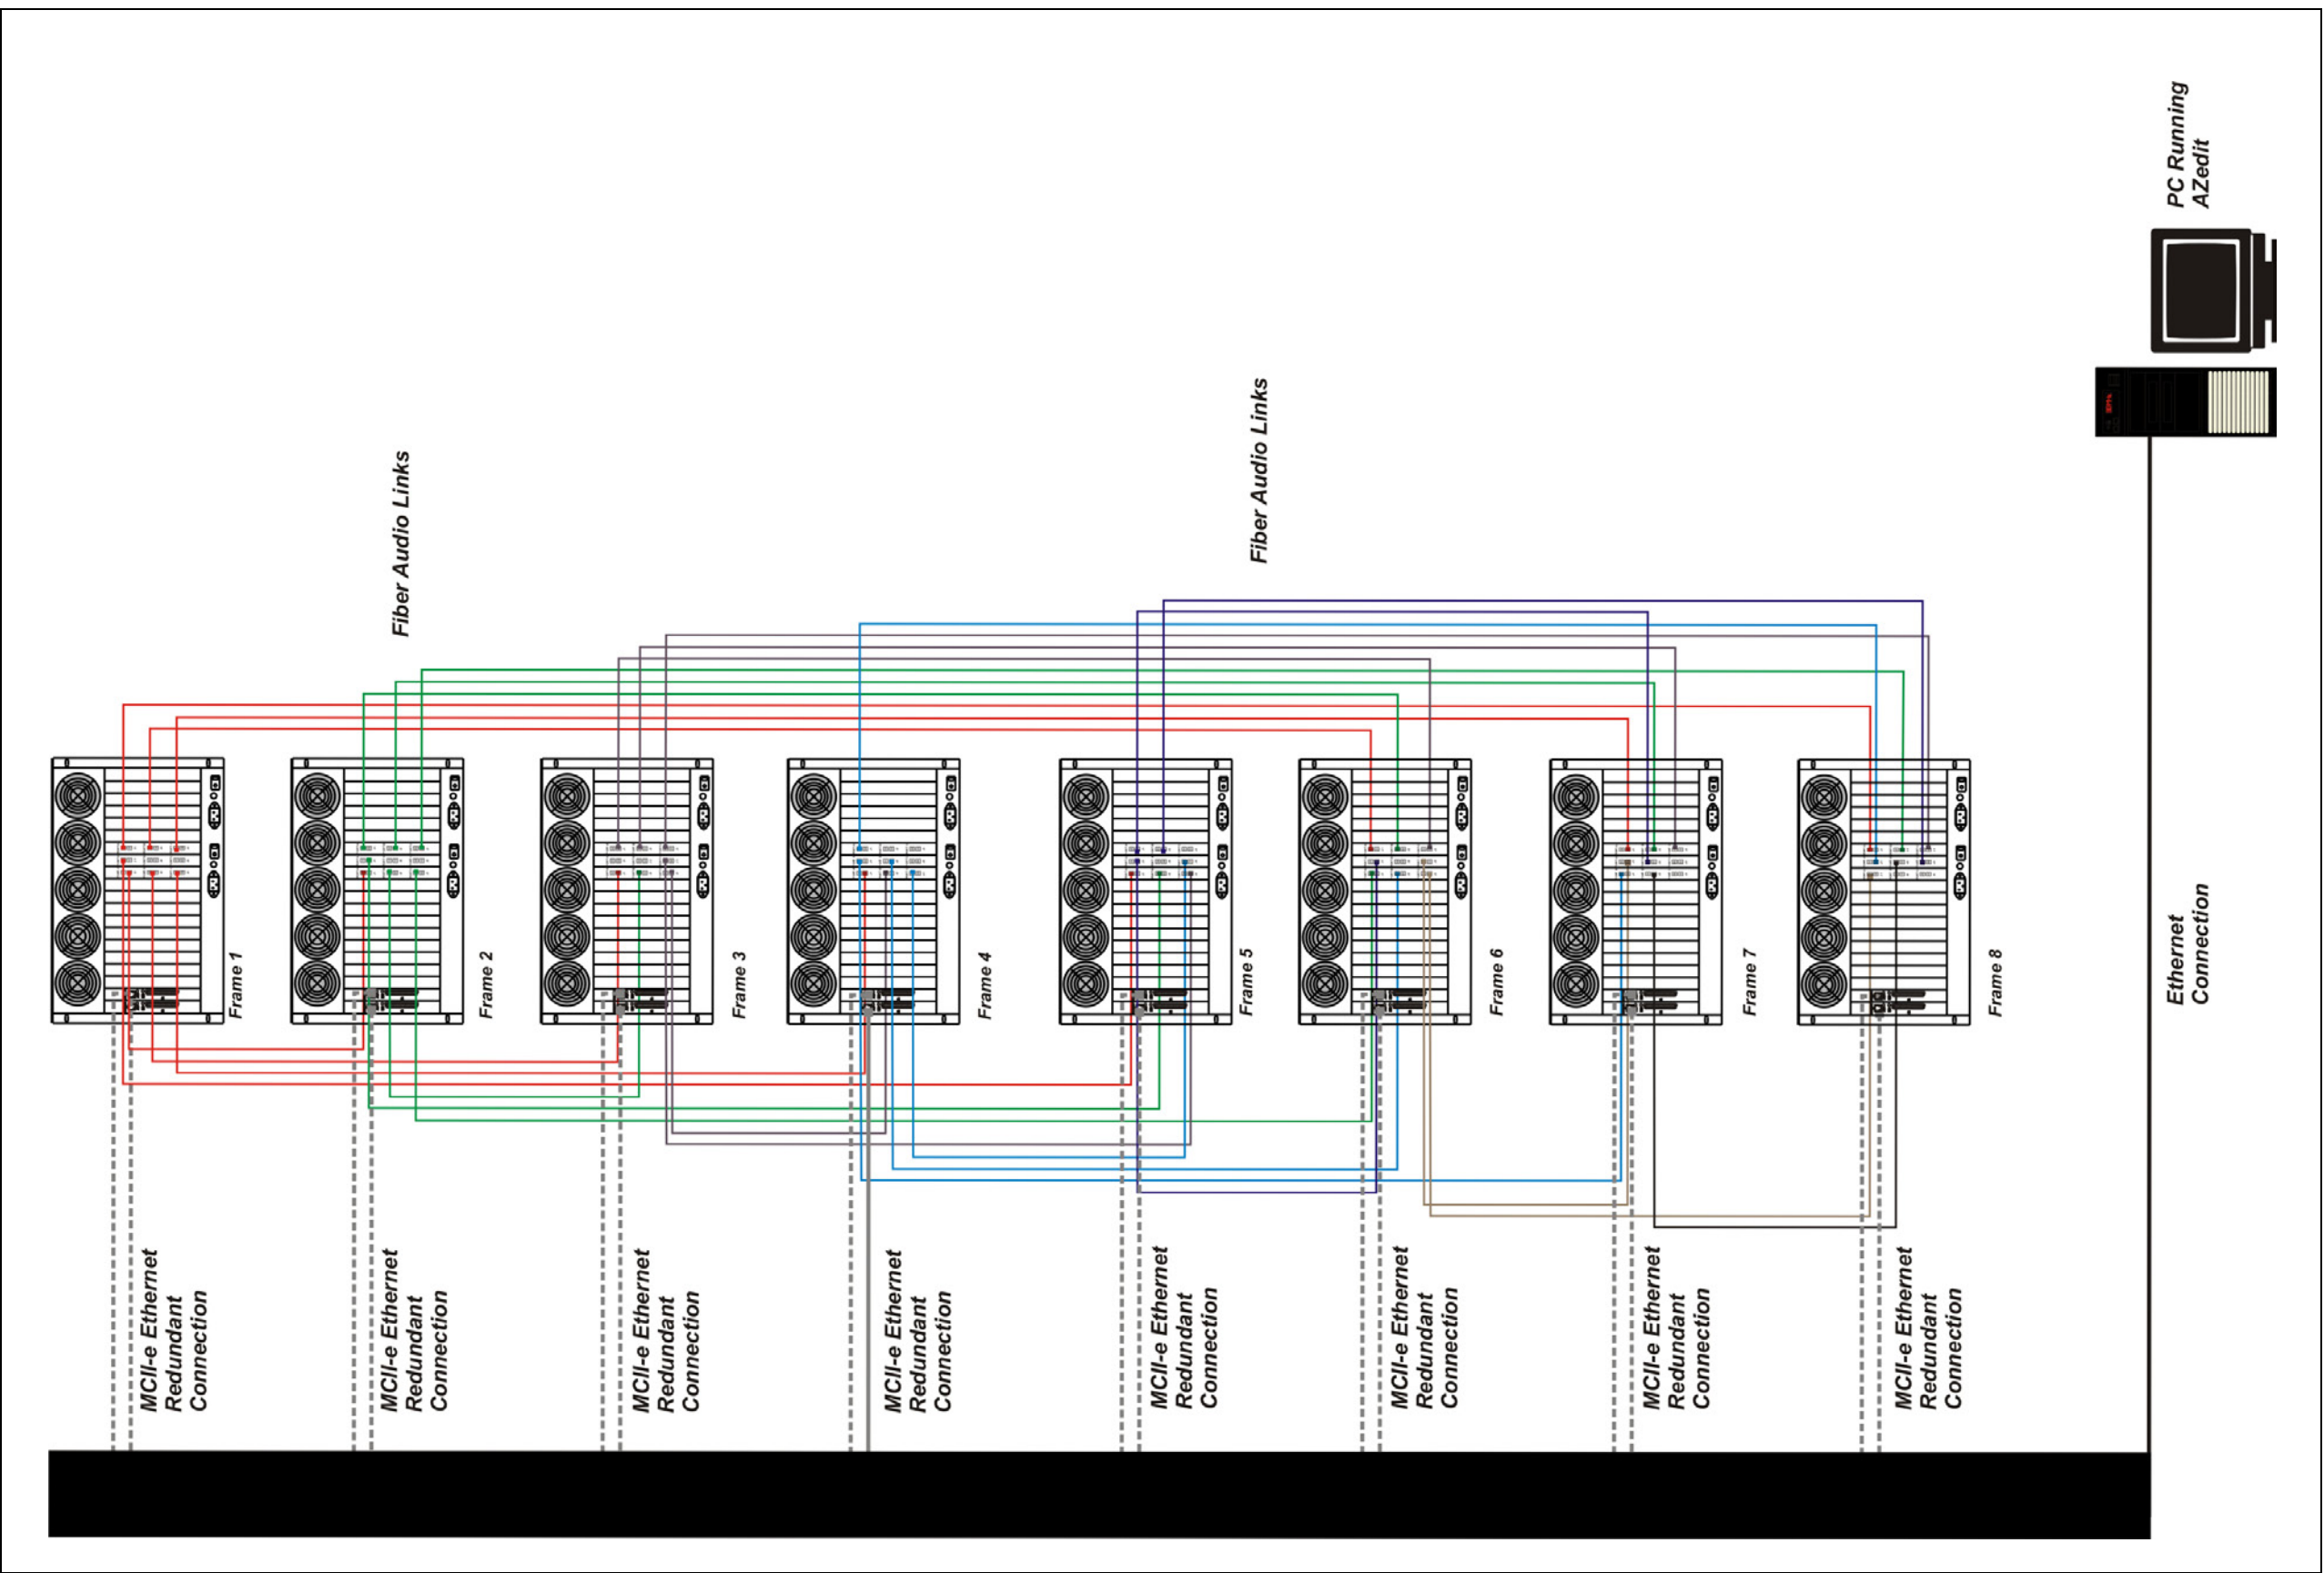 PC Running
AZedit
Fiber Audio Links
Fiber Audio Links
Frame 1
Frame 2
Frame 3
Frame 4
Frame 5
Frame 6
Frame 7
Frame 8
Ethernet
Connection
MCII-e Ethernet
Redundant
Connection
MCII-e Ethernet
Redundant
Connection
MCII-e Ethernet
Redundant
Connection
MCII-e Ethernet
Redundant
Connection
MCII-e Ethernet
Redundant
Connection
MCII-e Ethernet
Redundant
Connection
MCII-e Ethernet
Redundant
Connection
MCII-e Ethernet
Redundant
Connection